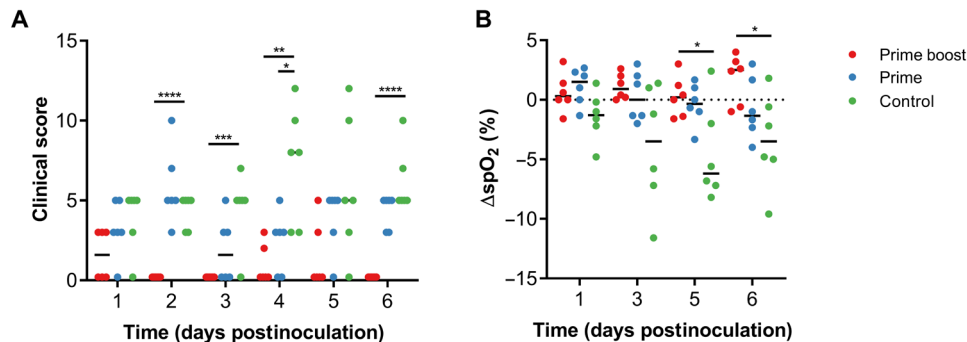 A
Clinical score
15
10
5
0
**
*
****
***
****
1 2 3 4 5 6
Time (days postinoculation)
B
ΔspO2 (%)
5
0
−5
−10
−15
*
*
1 3 5 6
Time (days postinoculation)
Prime boost
Prime
Control